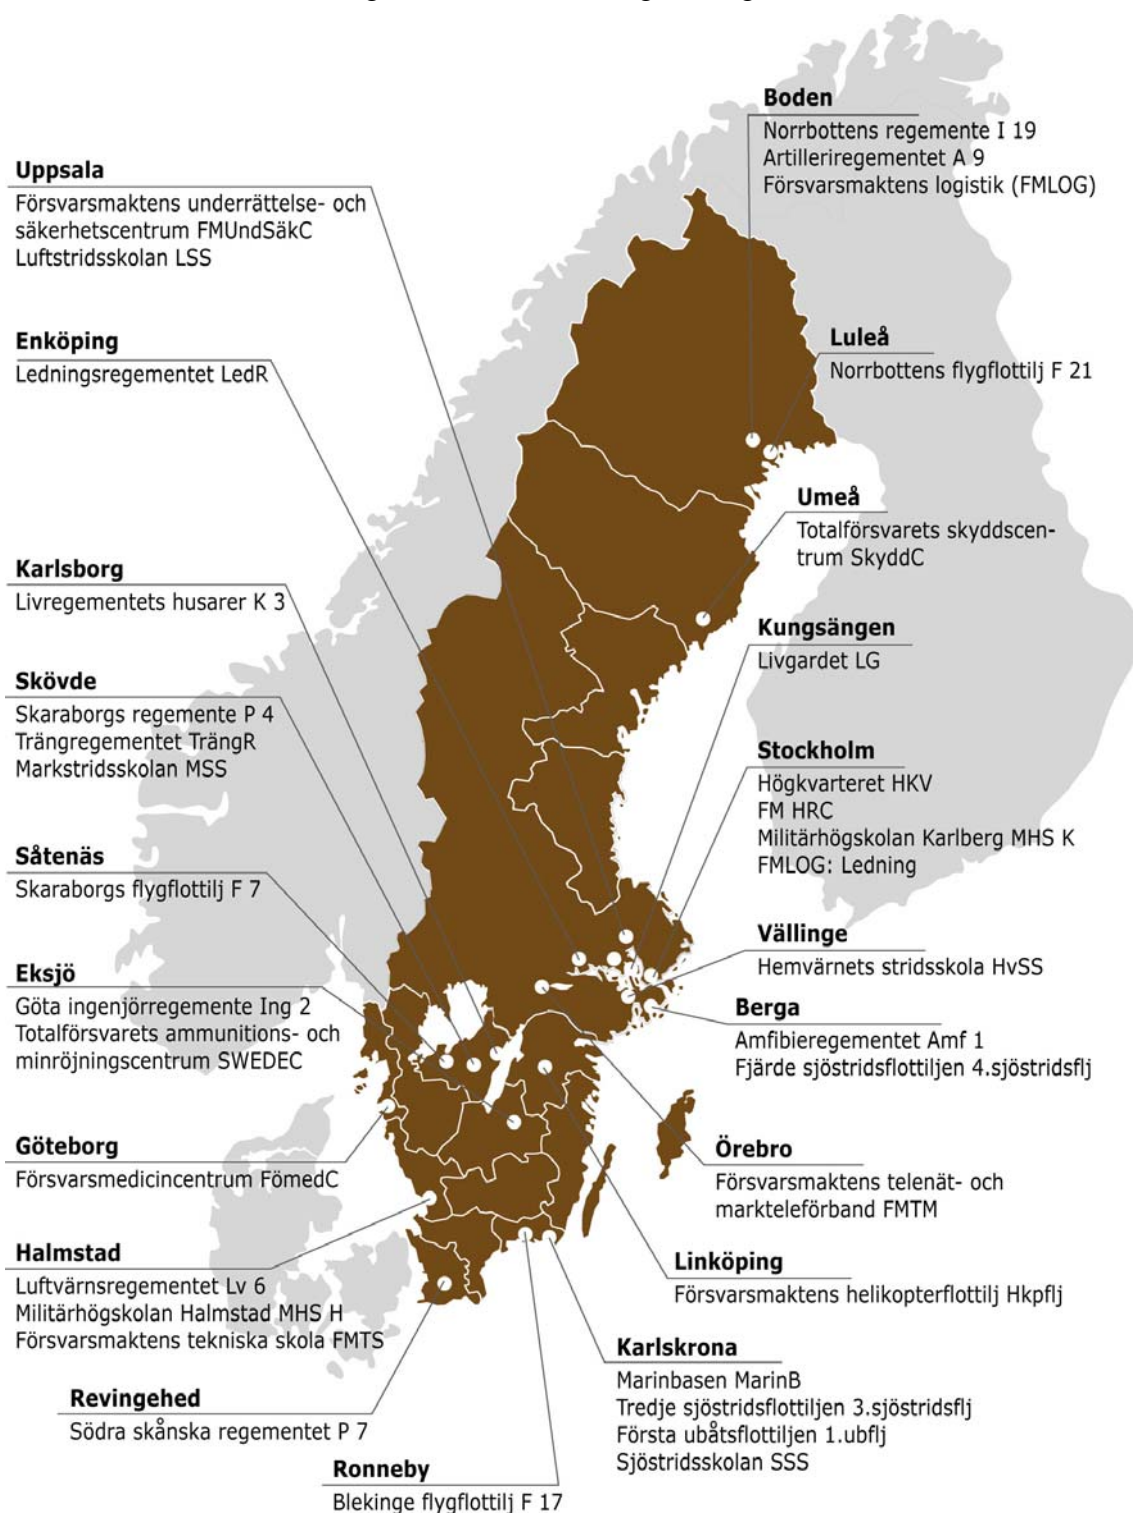 Boden
Norrbottens regemente I 19
Artilleriregementet A 9
Försvarsmaktens logistik (FMLOG)
Uppsala
Försvarsmaktens underrättelse- och
säkerhetscentrum FMUndSäkC
Luftstridsskolan LSS
Enköping
Ledningsregementet LedR
Luleå
Norrbottens flygflottilj F 21
Umeå
Totalförsvarets skyddscen-
trum SkyddC
Karlsborg
Livregementets husarer K 3
Kungsängen
Livgardet LG
Skövde
Skaraborgs regemente P 4
Trängregementet TrängR
Markstridsskolan MSS
Stockholm
Högkvarteret HKV
FM HRC
Militärhögskolan Karlberg MHS K
FMLOG: Ledning
Såtenäs
Skaraborgs flygflottilj F 7
Vällinge
Hemvärnets stridsskola HvSS
Eksjö
Göta ingenjörregemente Ing 2
Totalförsvarets ammunitions- och
minröjningscentrum SWEDEC
Berga
Amfibieregementet Amf 1
Fjärde sjöstridsflottiljen 4.sjöstridsflj
Göteborg
Försvarsmedicincentrum FömedC
Örebro
Försvarsmaktens telenät- och
markteleförband FMTM
Halmstad
Luftvärnsregementet Lv 6
Militärhögskolan Halmstad MHS H
Försvarsmaktens tekniska skola FMTS
Linköping
Försvarsmaktens helikopterflottilj Hkpflj
Karlskrona
Marinbasen MarinB
Tredje sjöstridsflottiljen 3.sjöstridsflj
Första ubåtsflottiljen 1.ubflj
Sjöstridsskolan SSS
Revingehed
Södra skånska regementet P 7
Ronneby
Blekinge flygflottilj F 17